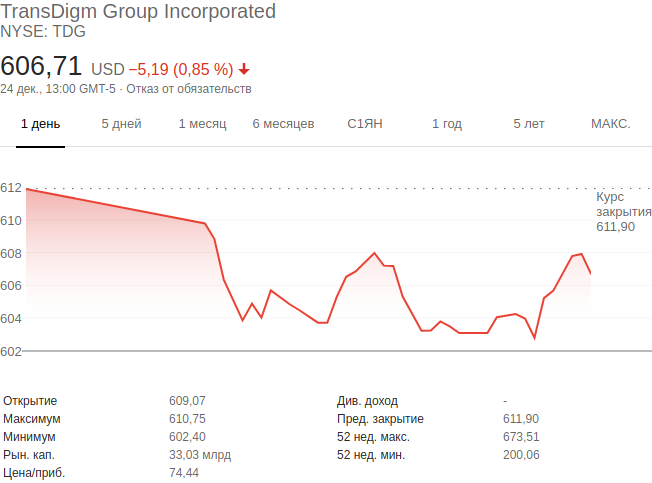 TransDigm Group Incorporated
NYSE: TDG
606,71 USD −5,19 (0,85 %)
24 дек., 13:00 GMT-5 · Отказ от обязательств
1 день 5 дней 1 месяц 6 месяцев С1ЯН 1 год 5 лет МАКС.
612
Курс
закрытия
611,90
610
608
606
604
602
Открытие 609,07 Див. доход -
Максимум 610,75 Пред. закрытие 611,90
Минимум 602,40 52 нед. макс. 673,51
Рын. кап. 33,03 млрд 52 нед. мин. 200,06
Цена/приб. 74,44